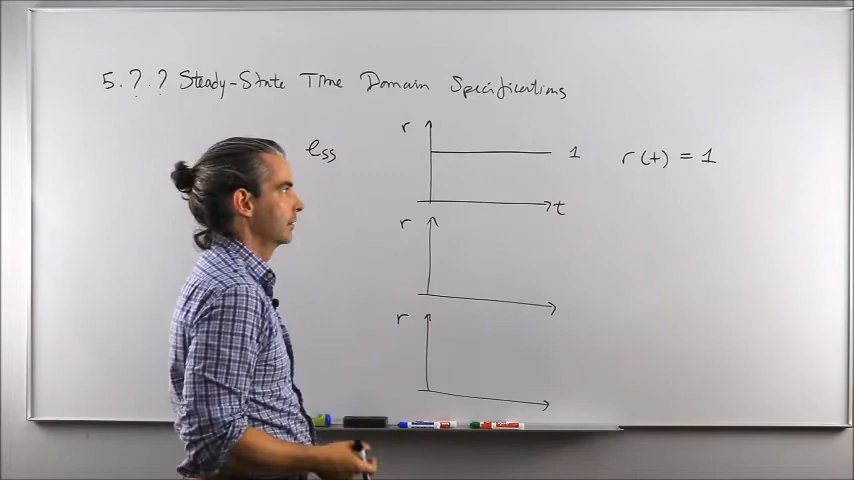 5.?.? Steady-State Time Domain Specifications
ess
r
1
r(t) = 1
t
r
r